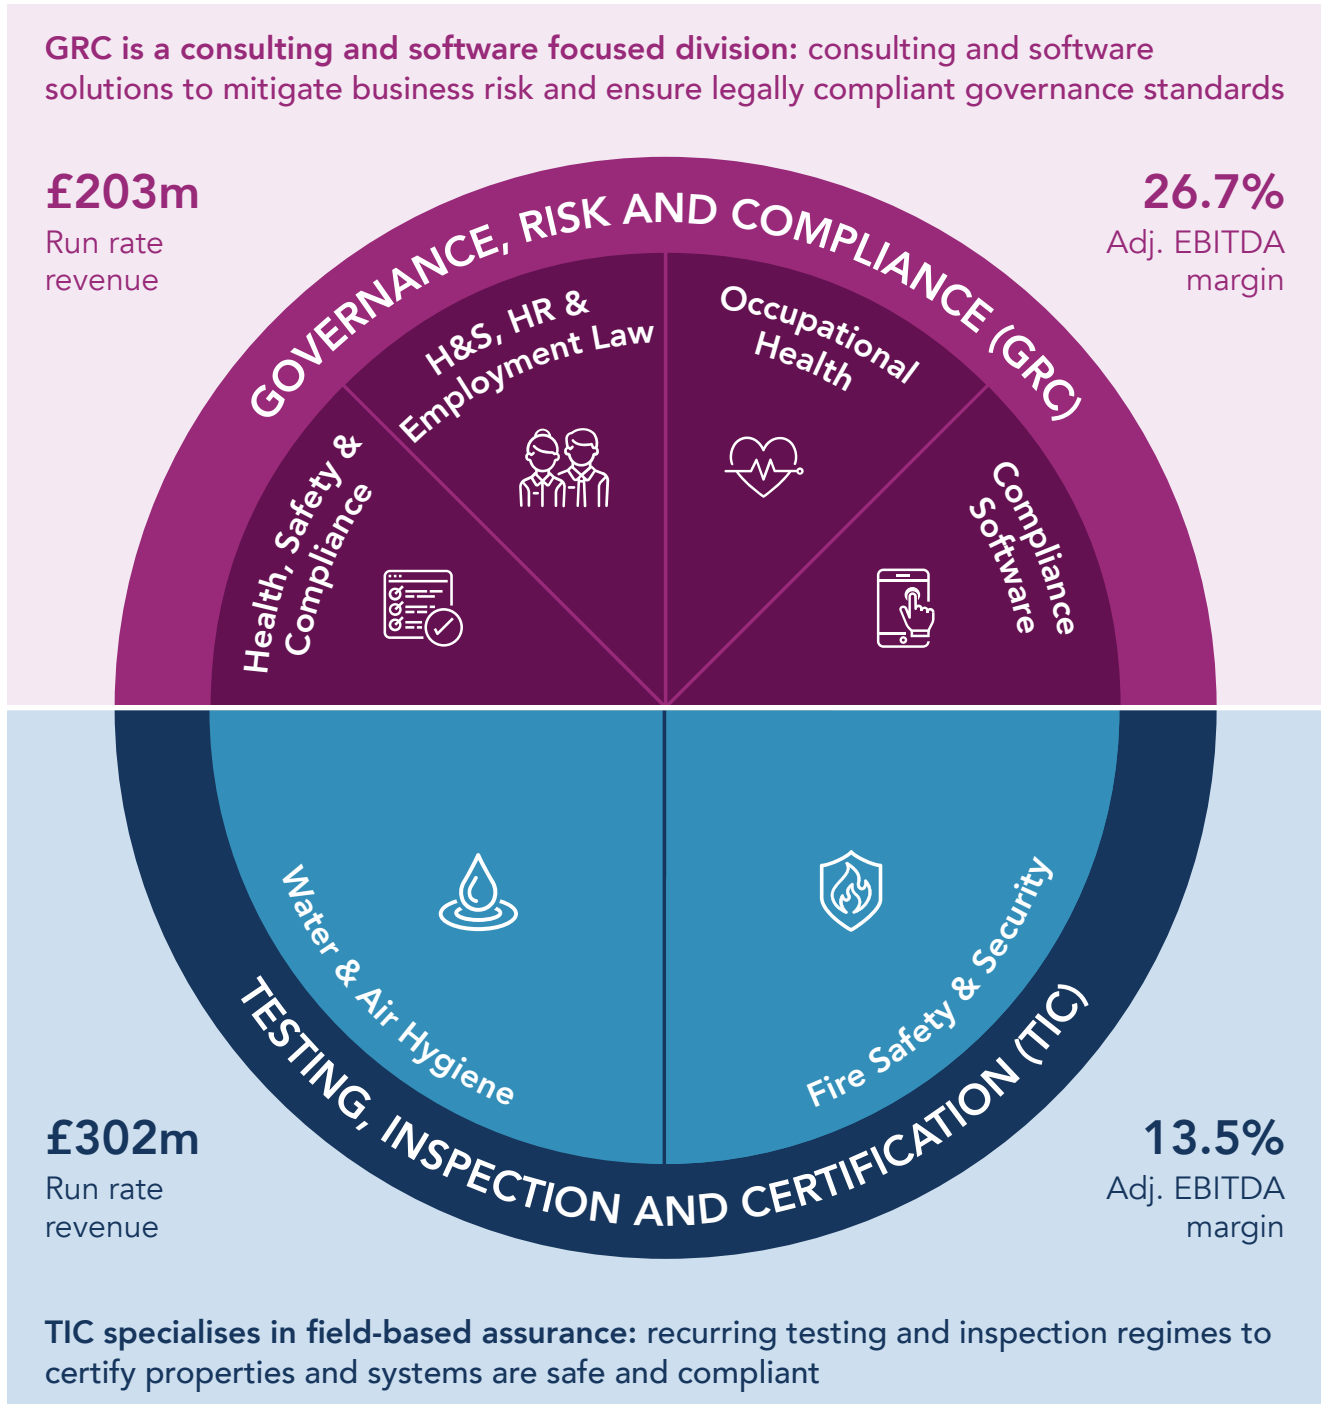 GRC is a consulting and software focused division: consulting and software
solutions to mitigate business risk and ensure legally compliant governance standards
£203m
Run rate
revenue
26.7%
Adj. EBITDA
margin
GOVERNANCE, RISK AND COMPLIANCE (GRC)
Health, Safety &
Compliance
H&S, HR &
Employment Law
Occupational
Health
Compliance
Software
Water & Air Hygiene
Fire Safety & Security
TESTING, INSPECTION AND CERTIFICATION (TIC)
£302m
Run rate
revenue
13.5%
Adj. EBITDA
margin
TIC specialises in field-based assurance: recurring testing and inspection regimes to
certify properties and systems are safe and compliant